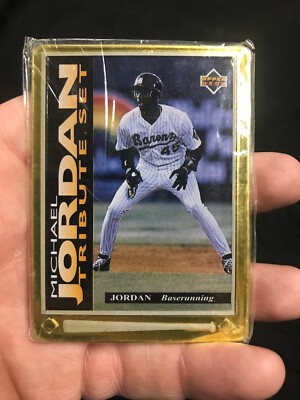 UPPER
DECK
MICHAEL
JORDAN
TRIBUTE SET
Barons
45
JORDAN Baserunning